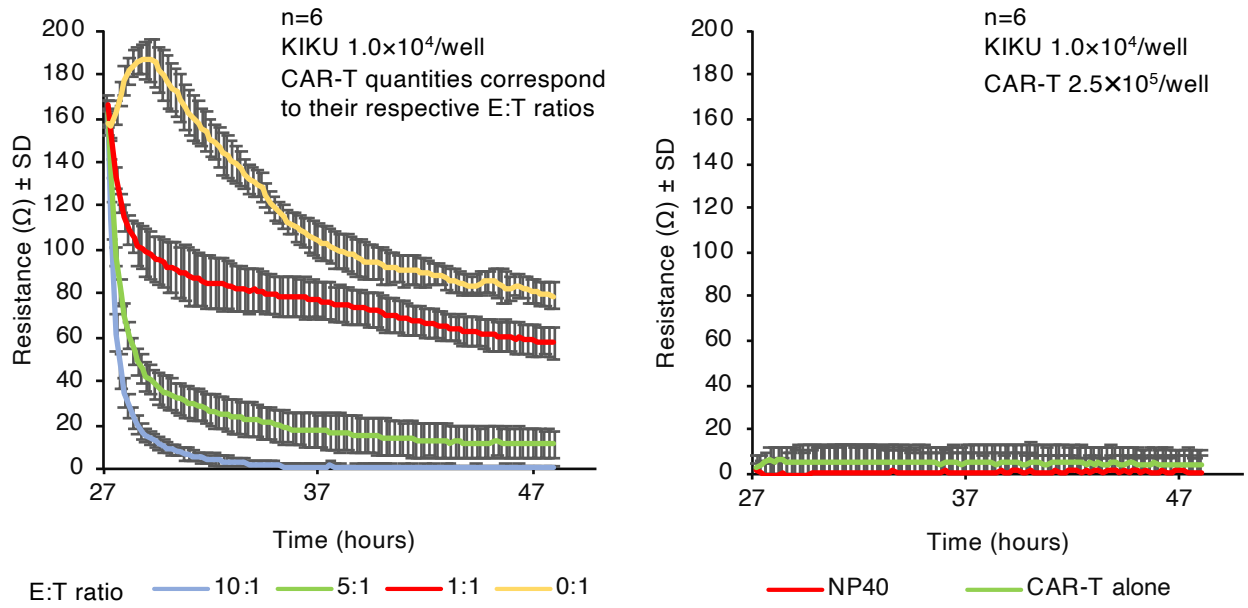 n=6
KIKU 1.0×10⁴/well
CAR-T quantities correspond
to their respective E:T ratios
Resistance (Ω) ± SD
200
180
160
140
120
100
80
60
40
20
0
27
37
47
Time (hours)
E:T ratio
10:1
5:1
1:1
0:1
n=6
KIKU 1.0×10⁴/well
CAR-T 2.5×10⁵/well
Resistance (Ω) ± SD
200
180
160
140
120
100
80
60
40
20
0
27
37
47
Time (hours)
NP40
CAR-T alone